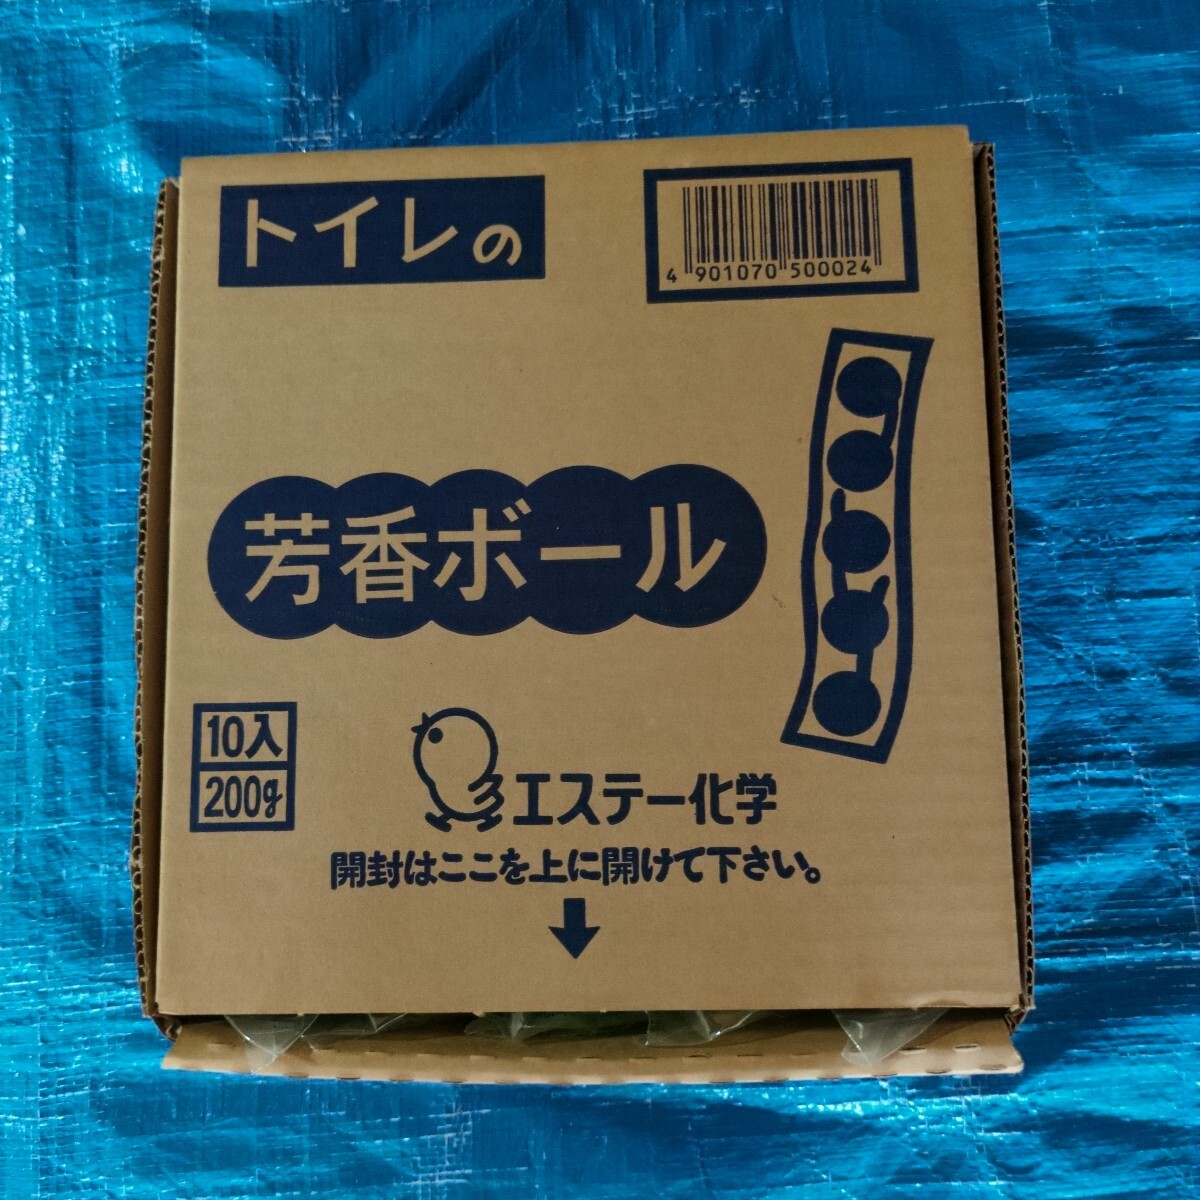 トイレの
4 901070 500024
芳香ボール
10入
200g
エステー化学
開封はここを上に開けて下さい。